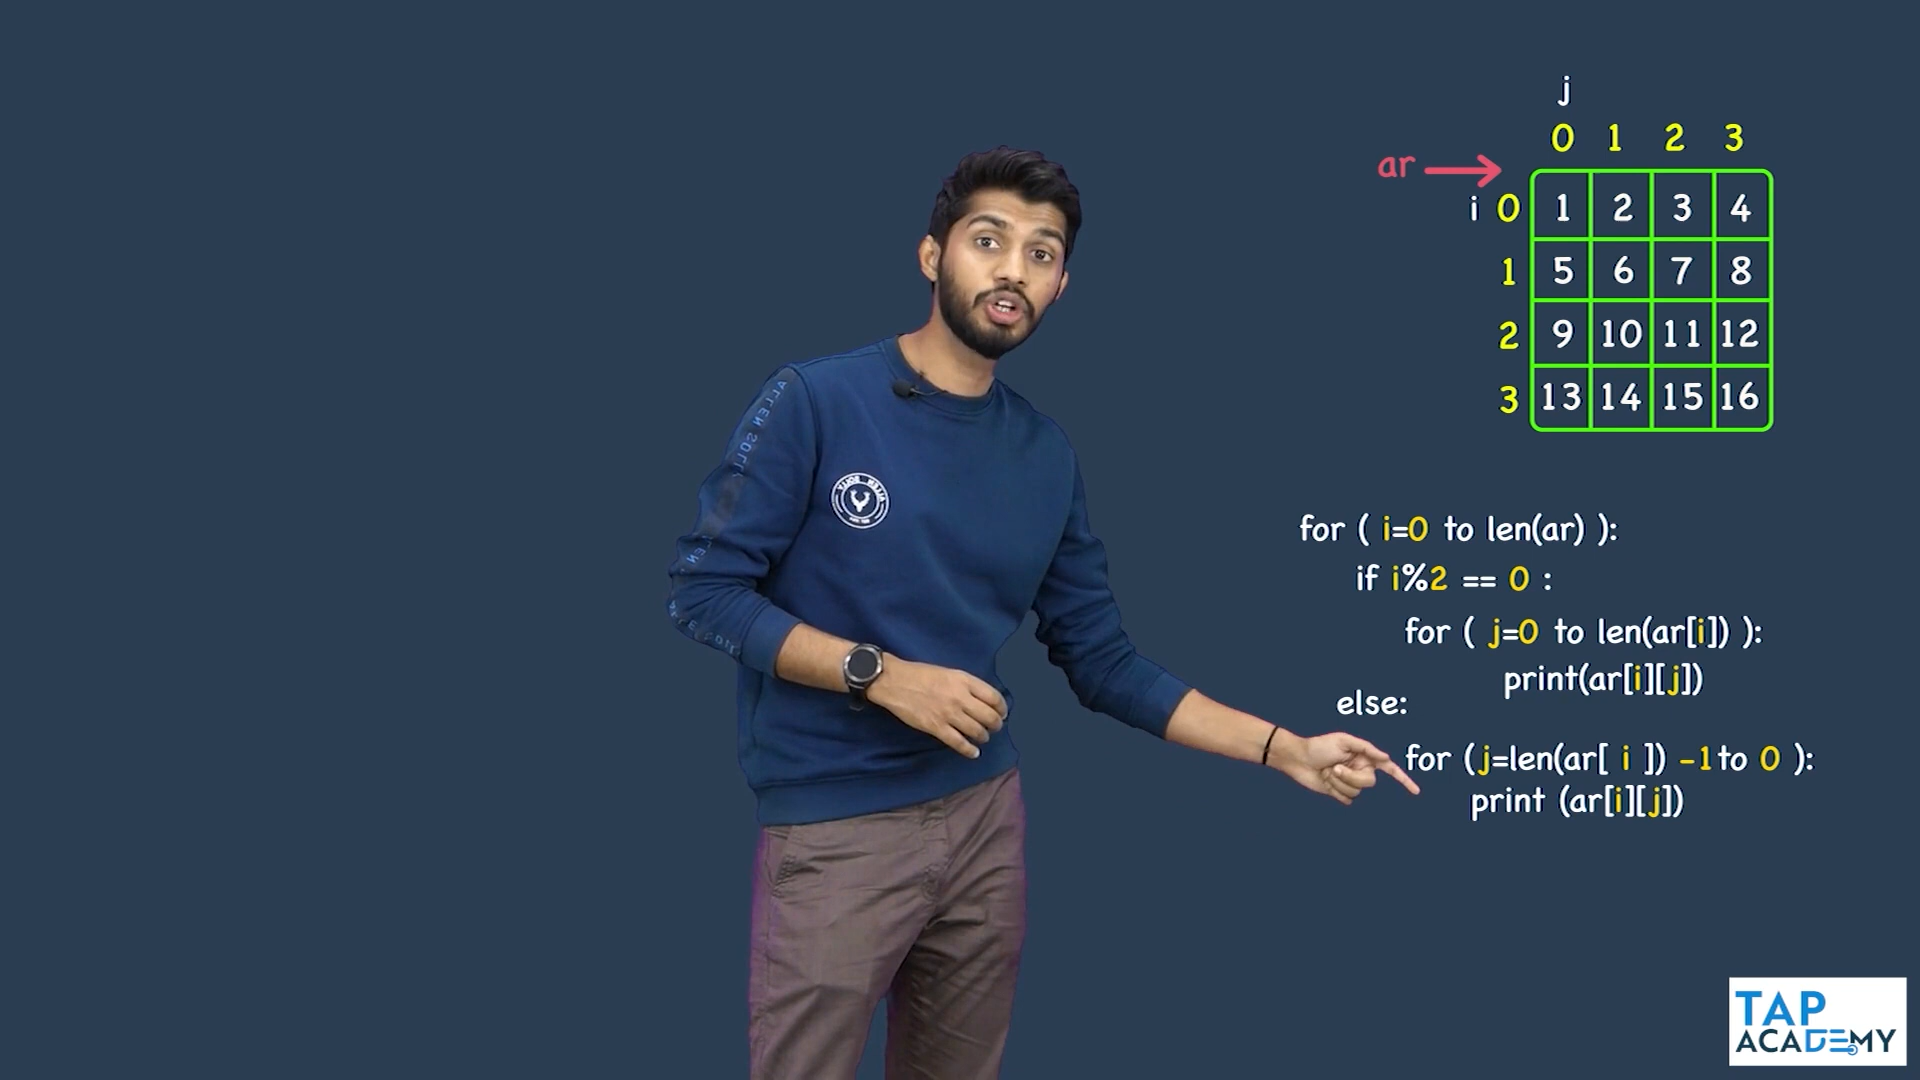 j
0 1 2 3
ar
i 0 1 2 3 4
1 5 6 7 8
2 9 10 11 12
3 13 14 15 16
for ( i=0 to len(ar) ):
if i%2 == 0 :
for ( j=0 to len(ar[i]) ):
print(ar[i][j])
else:
for (j=len(ar[ i ]) -1 to 0 ):
print (ar[i][j])
TAP
ACADEMY